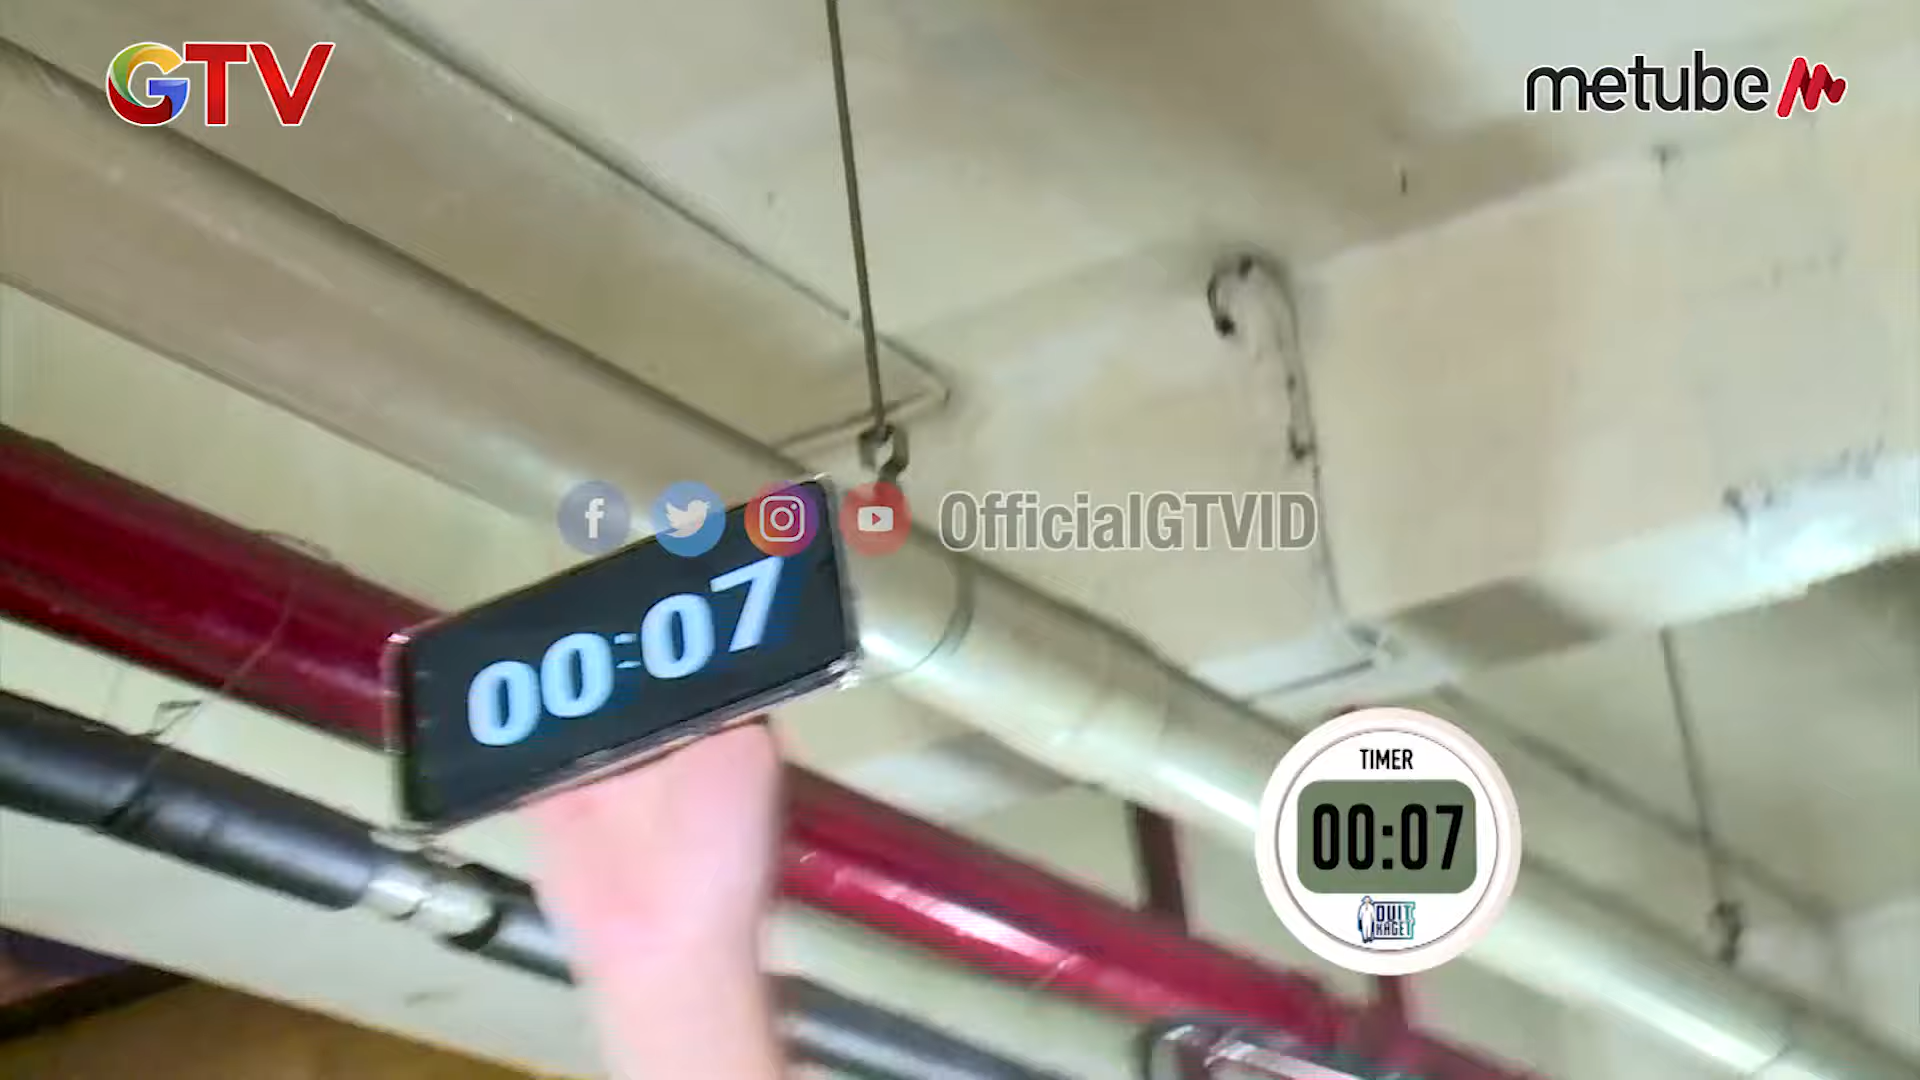 GTV
metube
OfficialGTVID
00:07
TIMER
00:07
DUIT
KAGET